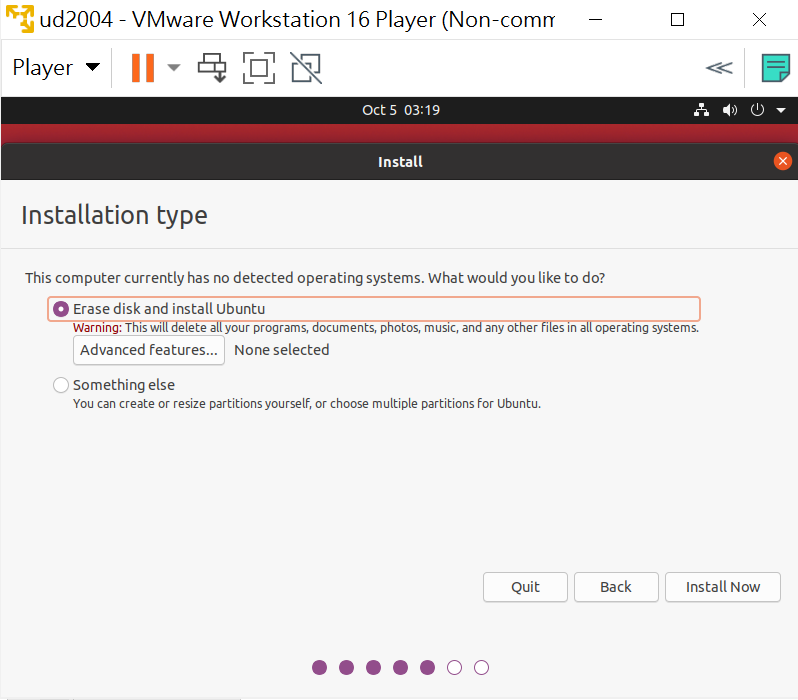 ud2004 - VMware Workstation 16 Player (Non-comm
Player
Oct 5 03:19
Install
Installation type
This computer currently has no detected operating systems. What would you like to do?
Erase disk and install Ubuntu
Warning: This will delete all your programs, documents, photos, music, and any other files in all operating systems.
Advanced features... None selected
Something else
You can create or resize partitions yourself, or choose multiple partitions for Ubuntu.
Quit Back Install Now